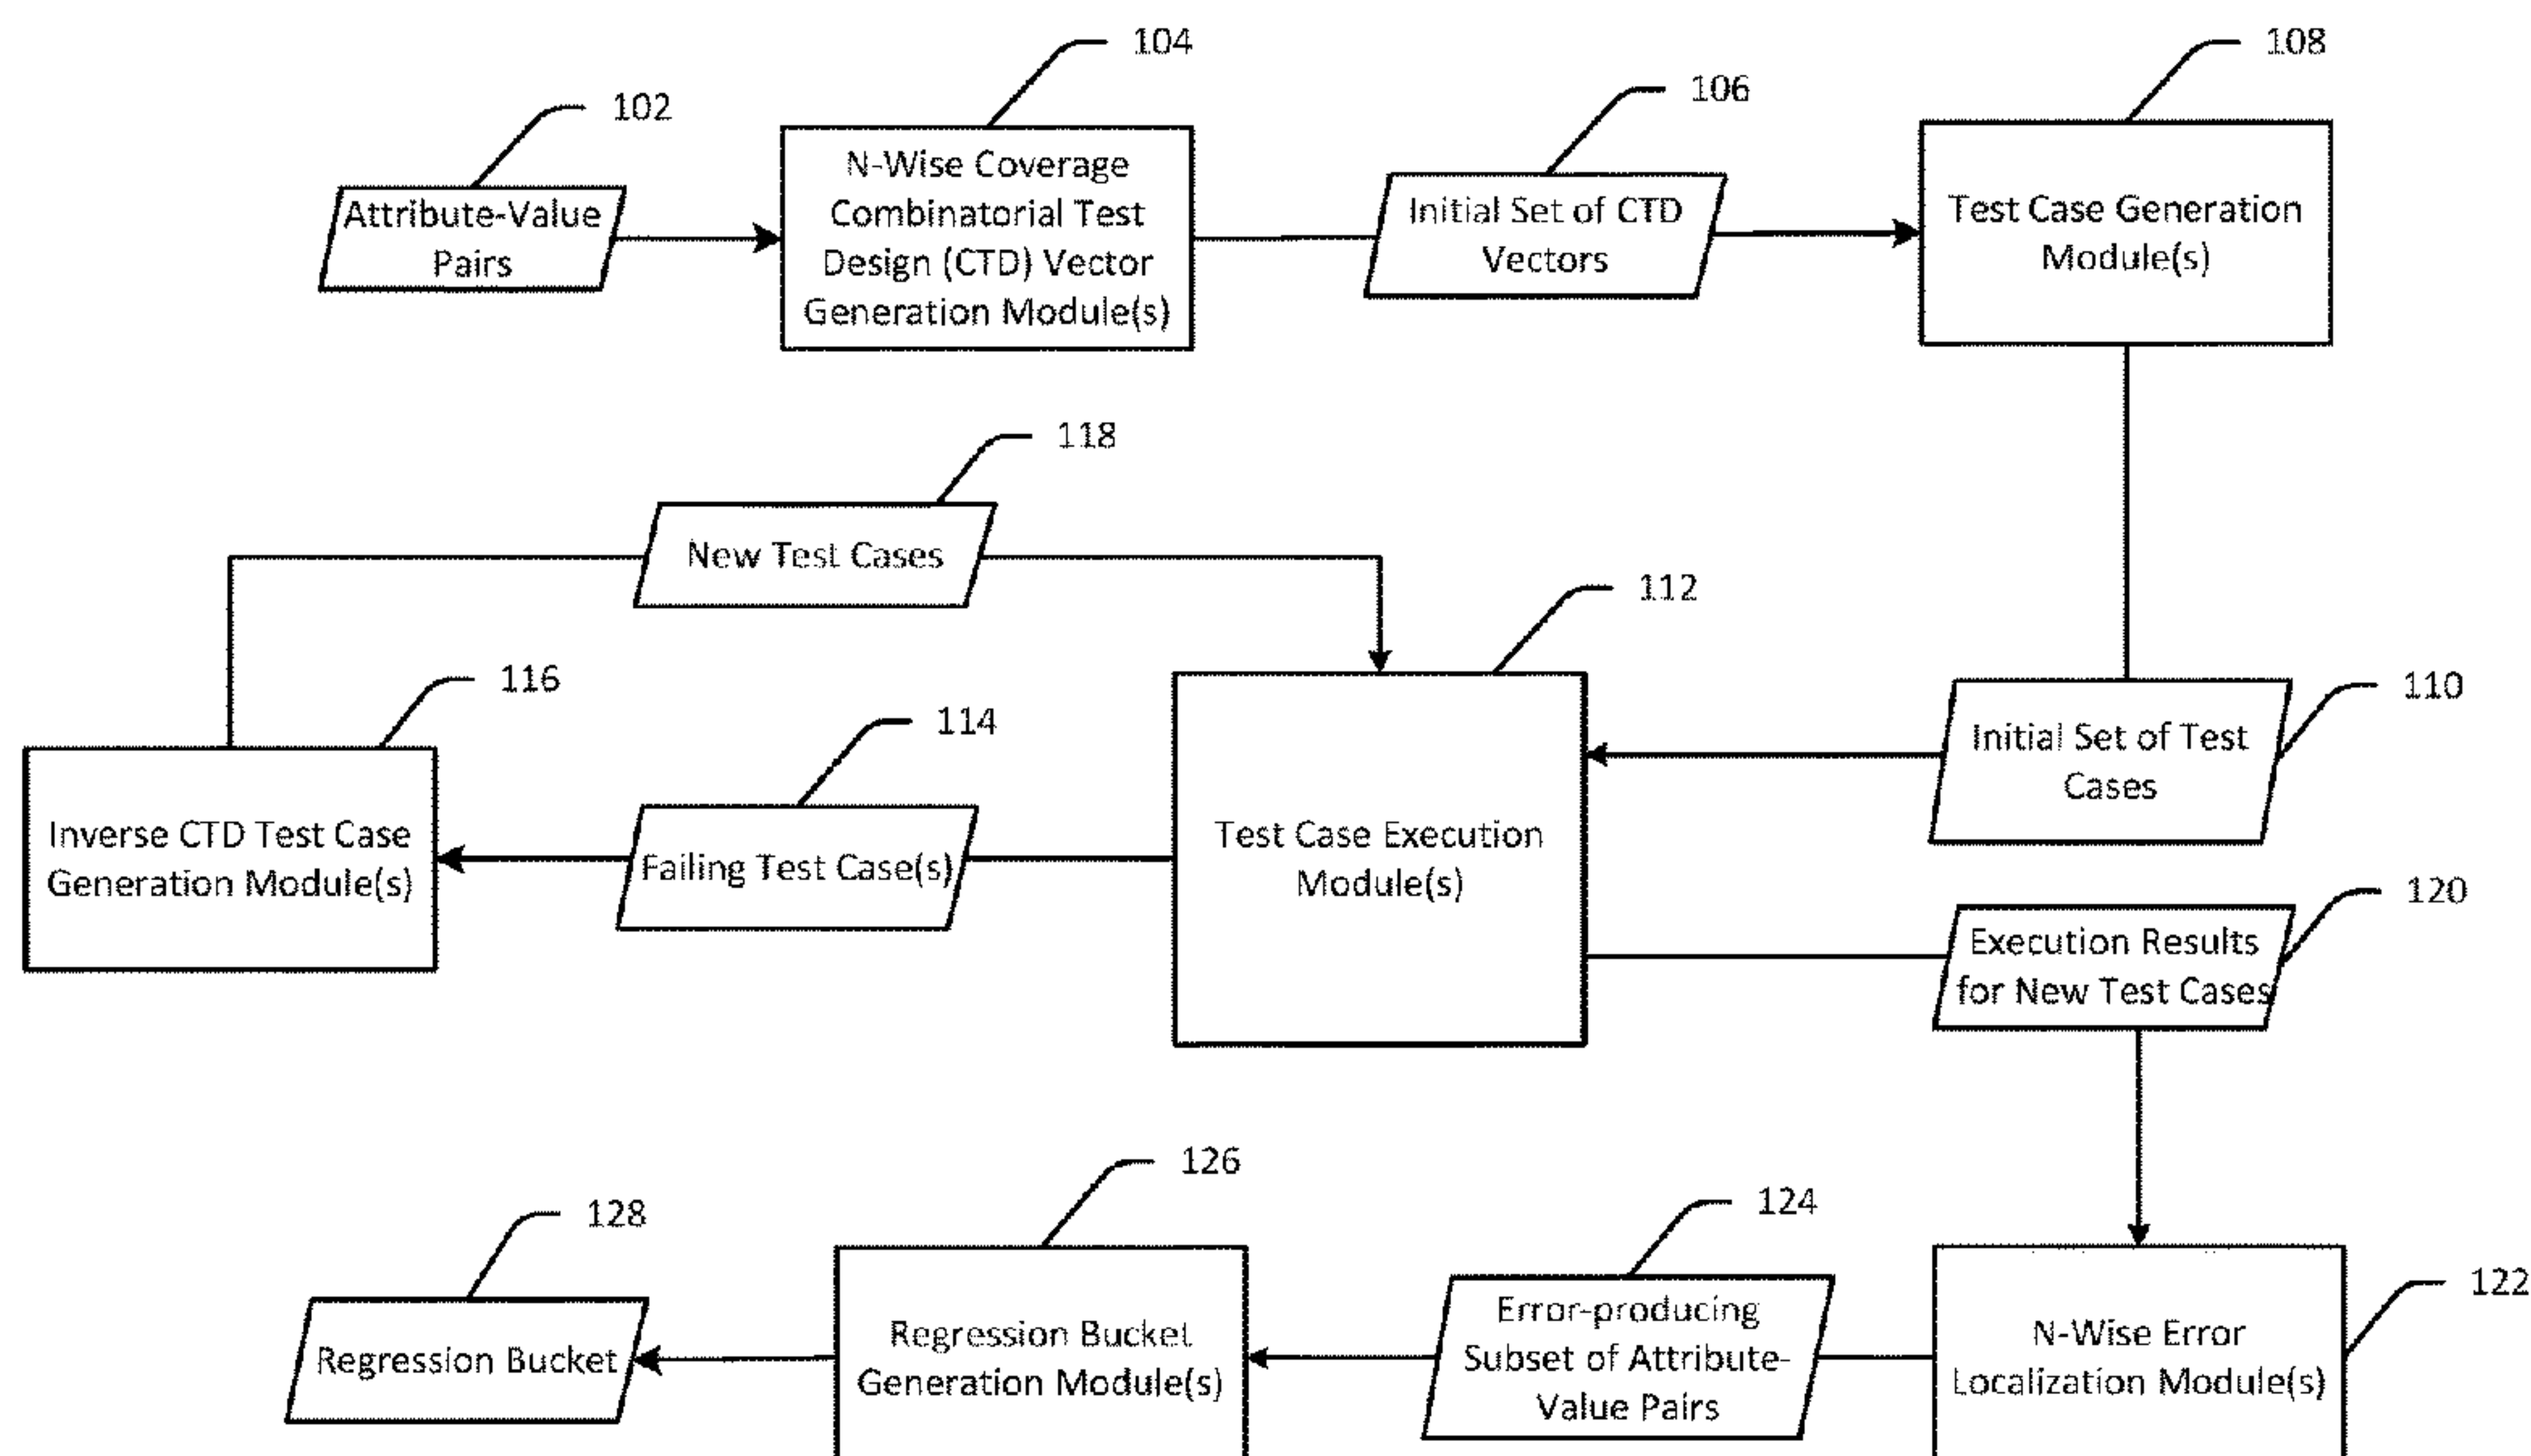 104
108
106
102
N-Wise Coverage
Combinatorial Test
Design (CTD) Vector
Generation Module(s)
Attribute-Value
Pairs
Initial Set of CTD
Vectors
Test Case Generation
Module(s)
118
New Test Cases
112
116
114
110
Initial Set of Test
Cases
Inverse CTD Test Case
Generation Module(s)
Failing Test Case(s)
Test Case Execution
Module(s)
120
Execution Results
for New Test Cases
126
124
128
122
Regression Bucket
Regression Bucket
Generation Module(s)
Error-producing
Subset of Attribute-
Value Pairs
N-Wise Error
Localization Module(s)